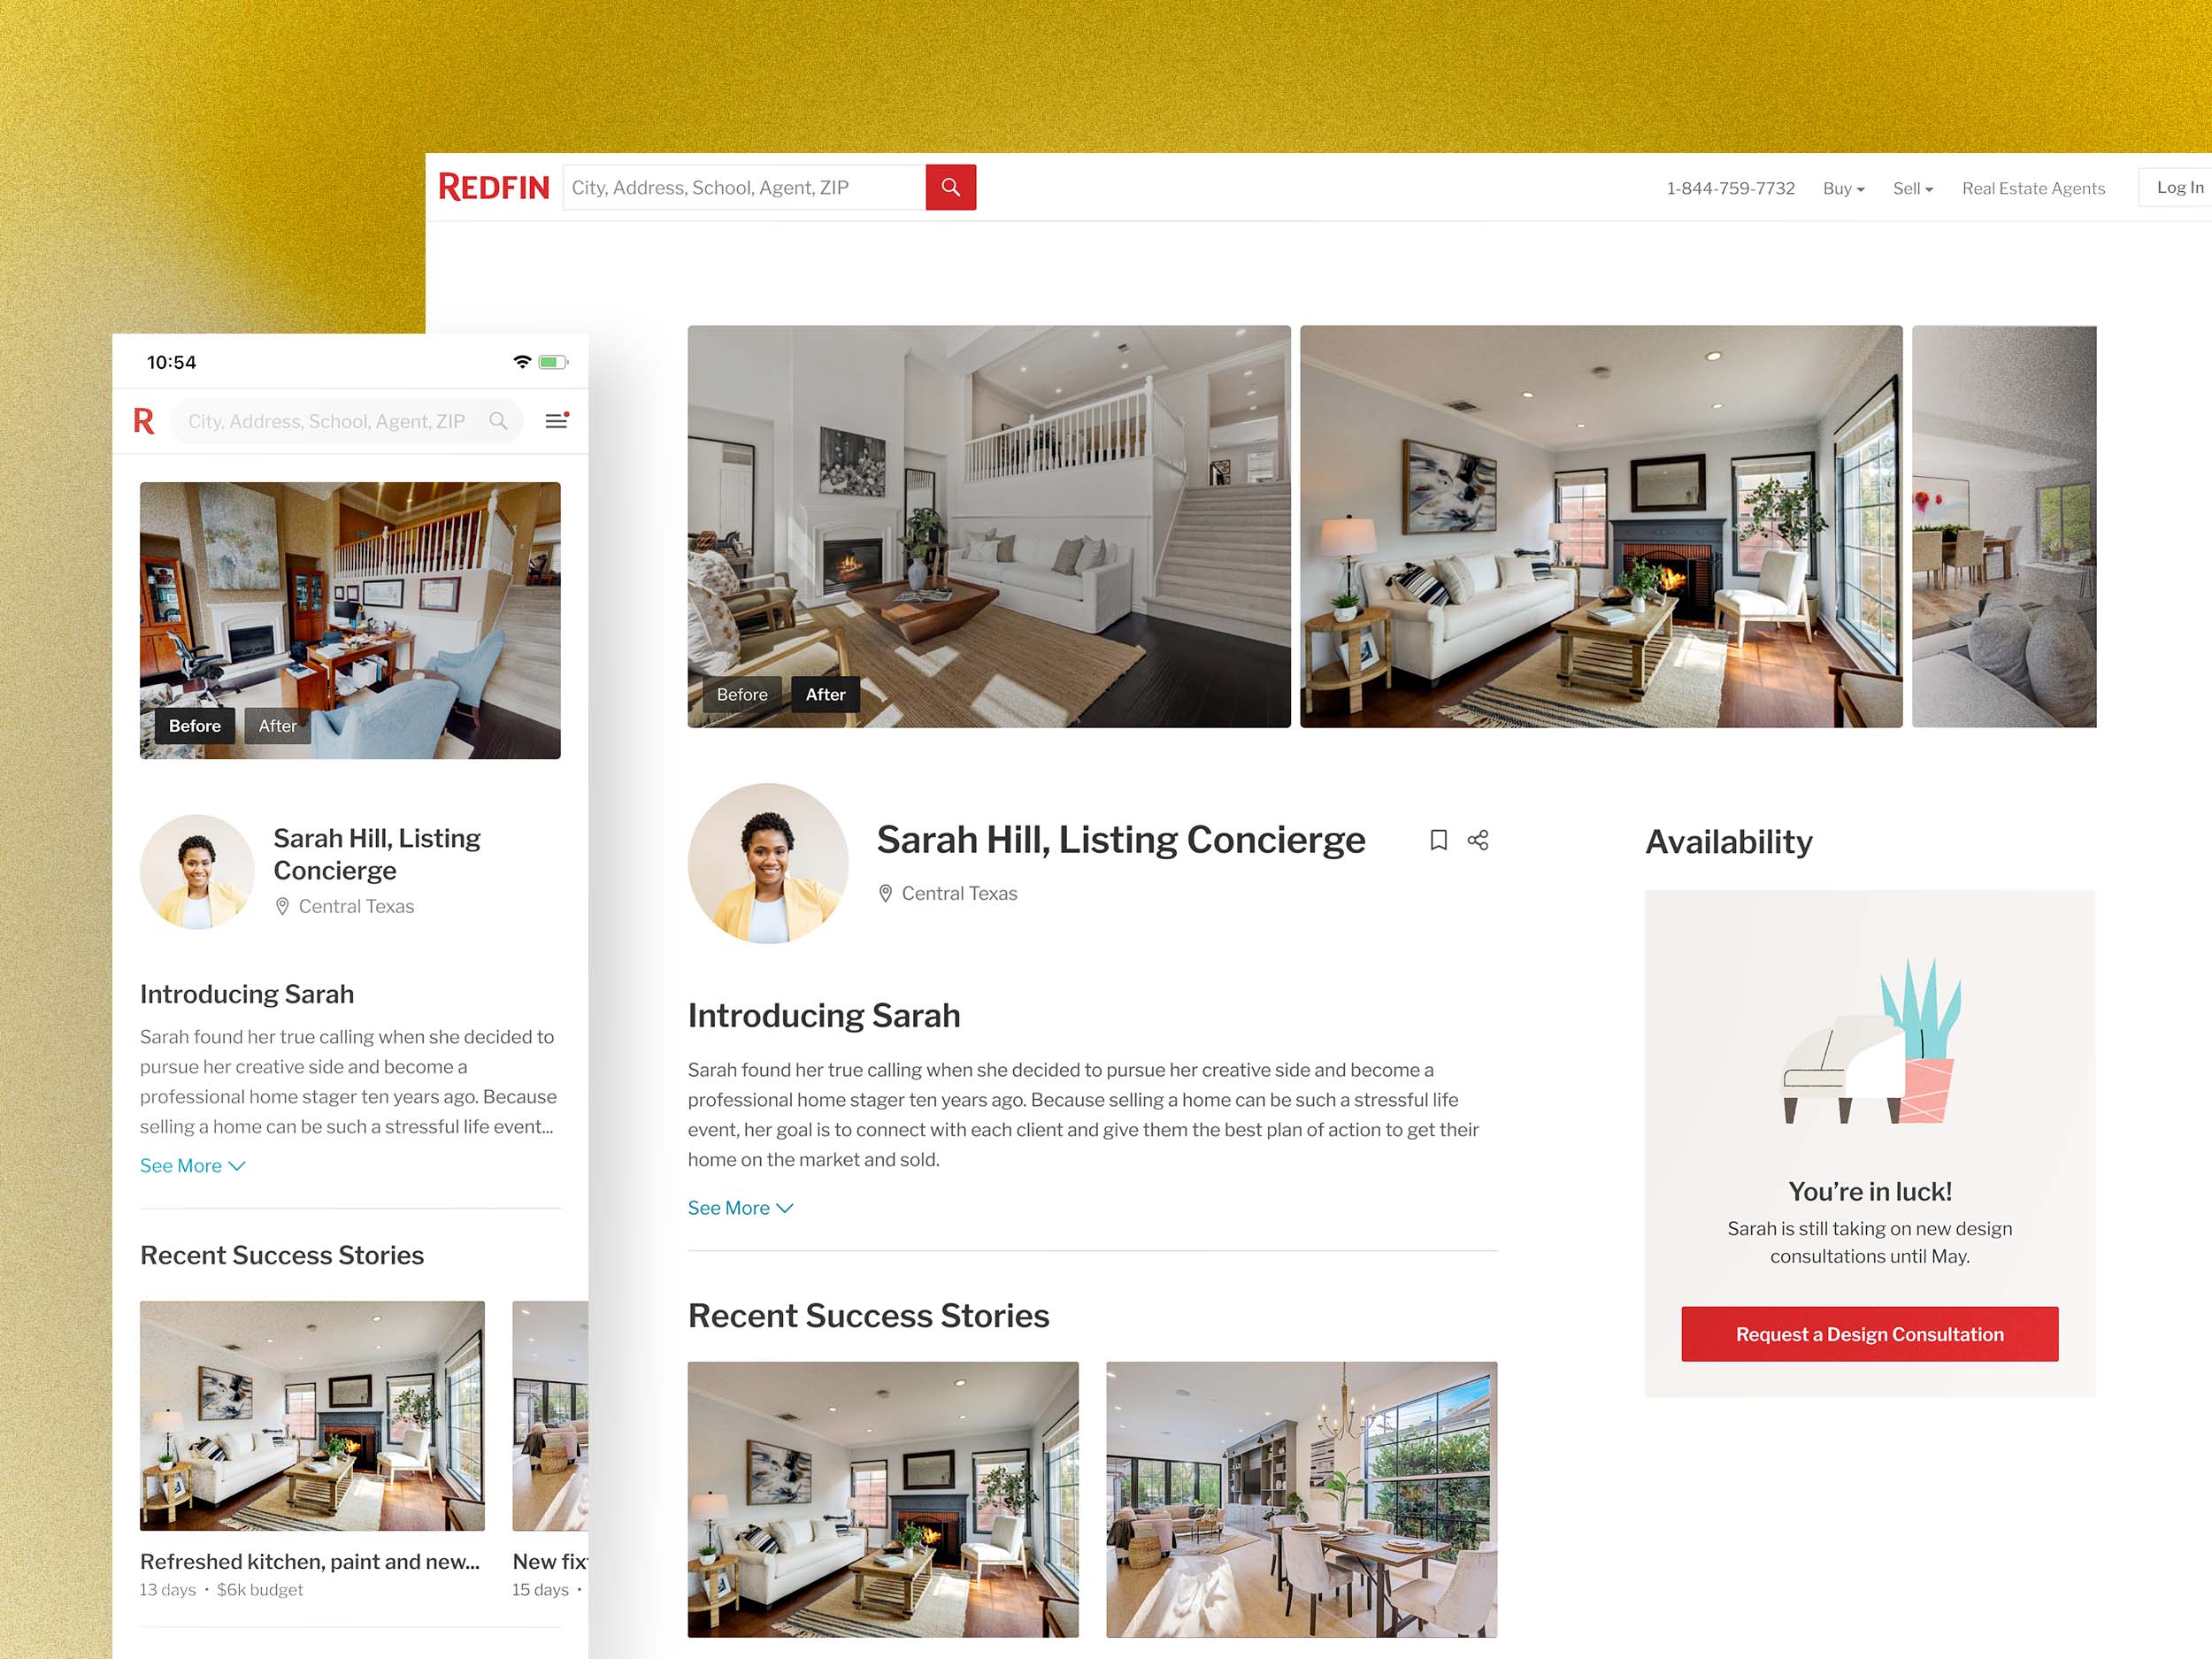 REDFIN
City, Address, School, Agent, ZIP
1-844-759-7732
Buy
Sell
Real Estate Agents
Log In
Before
After
Sarah Hill, Listing Concierge
Central Texas
Introducing Sarah
Sarah found her true calling when she decided to pursue her creative side and become a
professional home stager ten years ago. Because selling a home can be such a stressful life
event, her goal is to connect with each client and give them the best plan of action to get their
home on the market and sold.
See More
Recent Success Stories
Availability
You're in luck!
Sarah is still taking on new design
consultations until May.
Request a Design Consultation
10:54
R
City, Address, School, Agent, ZIP
Before
After
Sarah Hill, Listing
Concierge
Central Texas
Introducing Sarah
Sarah found her true calling when she decided to
pursue her creative side and become a
professional home stager ten years ago. Because
selling a home can be such a stressful life event...
See More
Recent Success Stories
Refreshed kitchen, paint and new...
13 days • $6k budget
New fix
15 days •